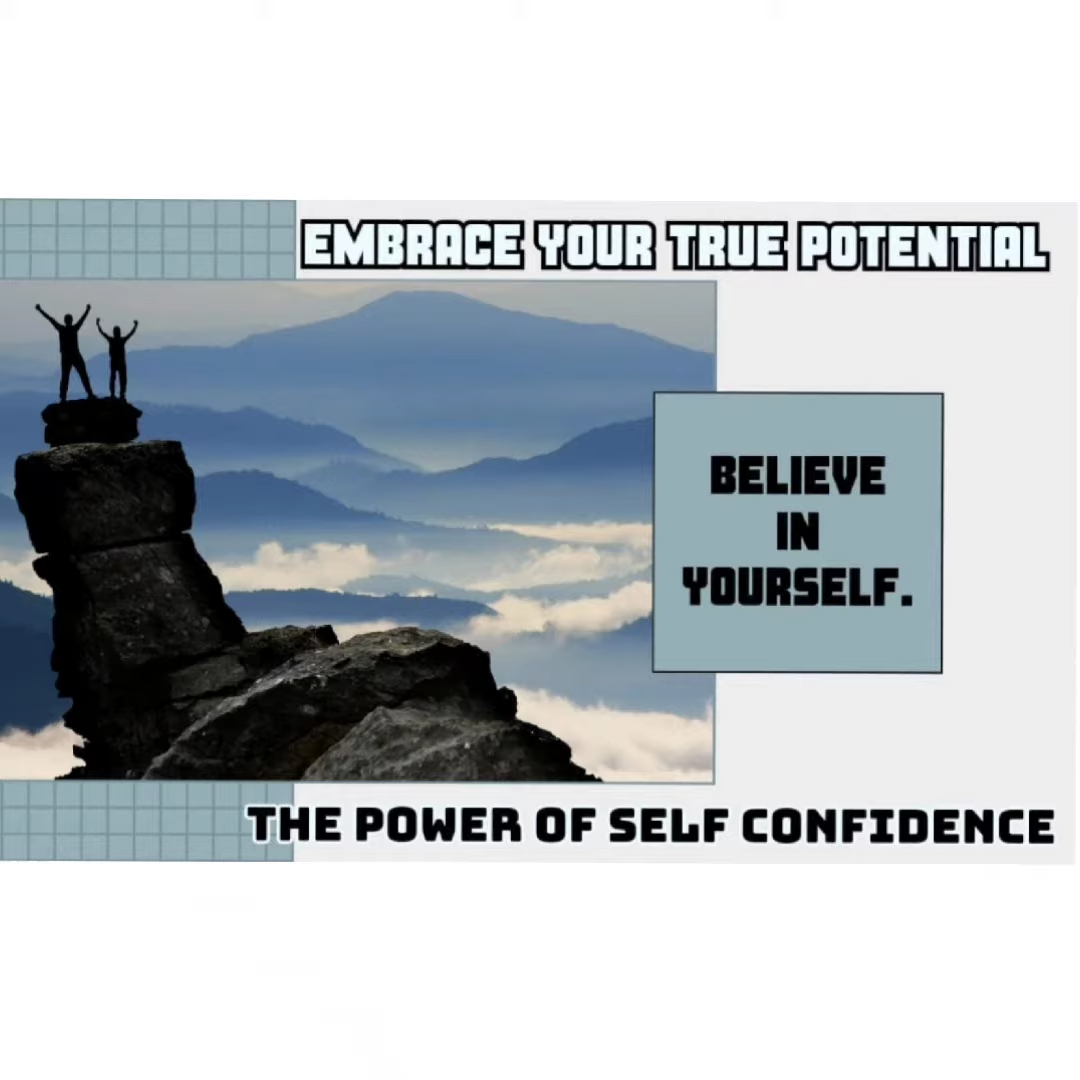 EMBRACE YOUR TRUE POTENTIAL
BELIEVE
IN
YOURSELF.
THE POWER OF SELF CONFIDENCE